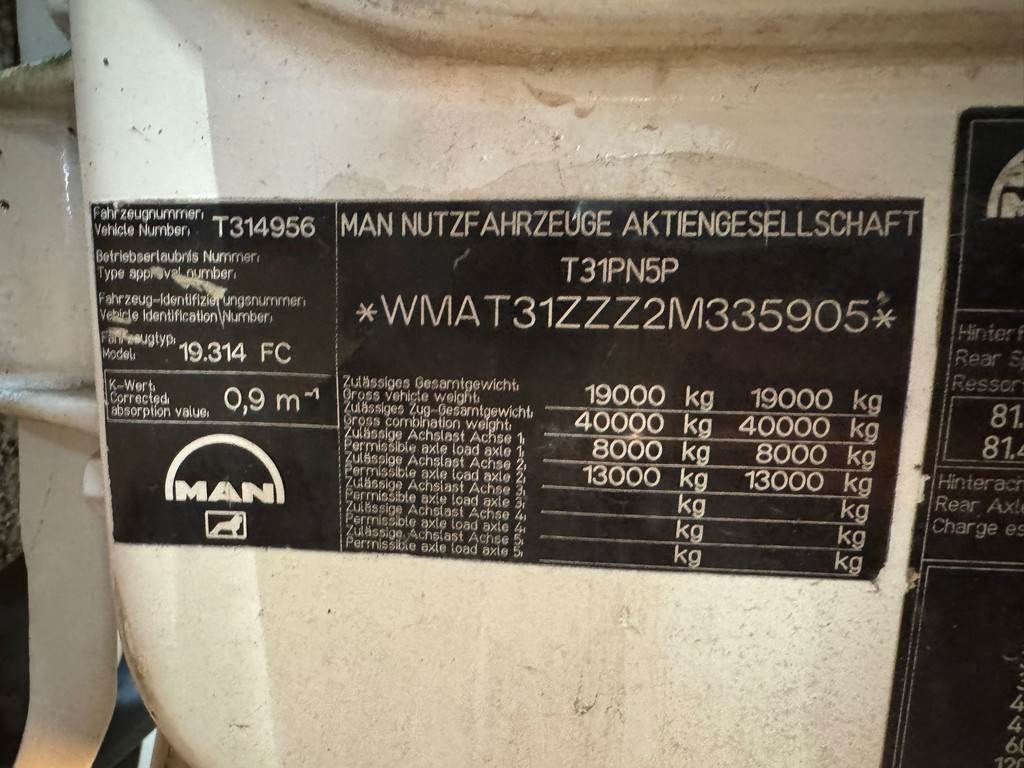 Fahrzeugnummer:
Vehicle Number: T314956
Betriebserlaubnis Nummer:
Type approval number:
Fahrzeug-Identifizierungsnummer:
Vehicle Identification Number:
Fahrzeugtyp:
Model: 19.314 FC
K-Wert:
Corrected:
absorption value: 0,9 m⁻¹
MAN
MAN NUTZFAHRZEUGE AKTIENGESELLSCHAFT
T31PN5P
*WMAT31ZZZ2M335905*
Zulässiges Gesamtgewicht:
Gross vehicle weight: 19000 kg 19000 kg
Zulässiges Zug-Gesamtgewicht:
Gross combination weight: 40000 kg 40000 kg
Zulässige Achslast Achse 1:
Permissible axle load axle 1: 8000 kg 8000 kg
Zulässige Achslast Achse 2:
Permissible axle load axle 2: 13000 kg 13000 kg
Zulässige Achslast Achse 3:
Permissible axle load axle 3: kg kg
Zulässige Achslast Achse 4:
Permissible axle load axle 4: kg kg
Zulässige Achslast Achse 5:
Permissible axle load axle 5: kg kg
Rear
81.
Rear
Charge